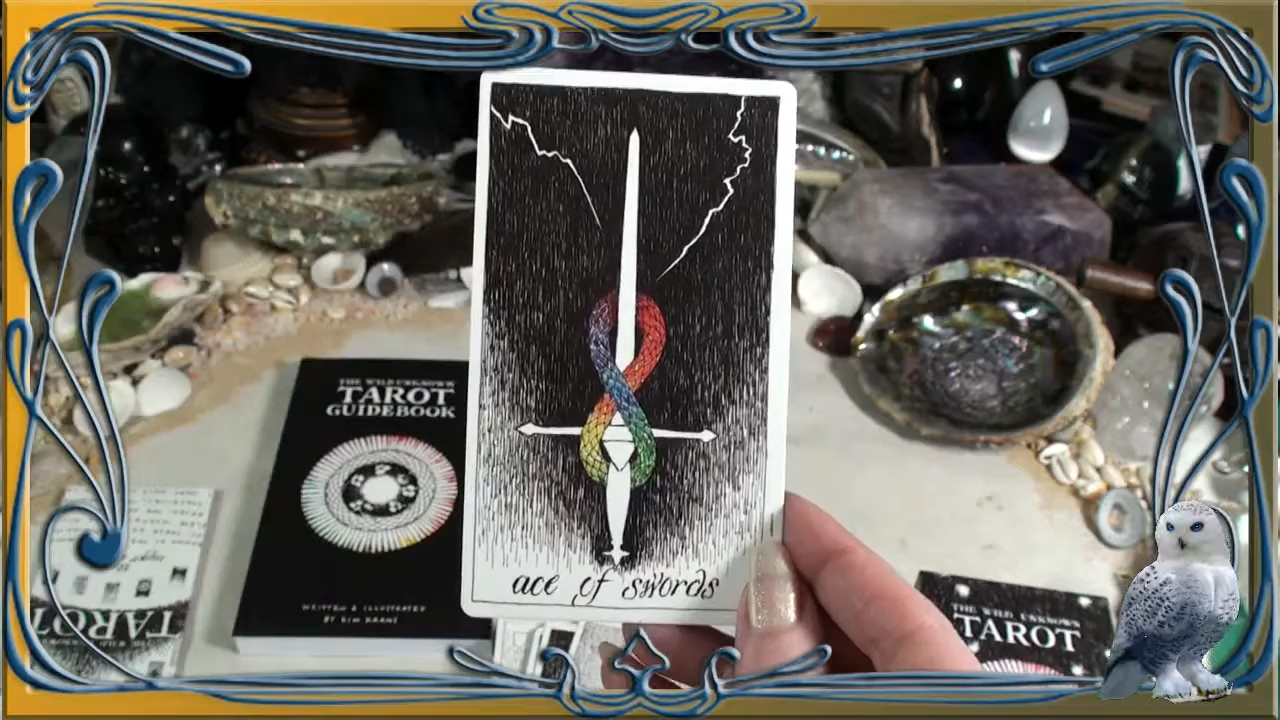 ace of swords
THE WILD UNKNOWN
TAROT
GUIDEBOOK
WRITTEN & ILLUSTRATED
BY KIM KRANS
THE WILD UNKNOWN
TAROT
TAROT